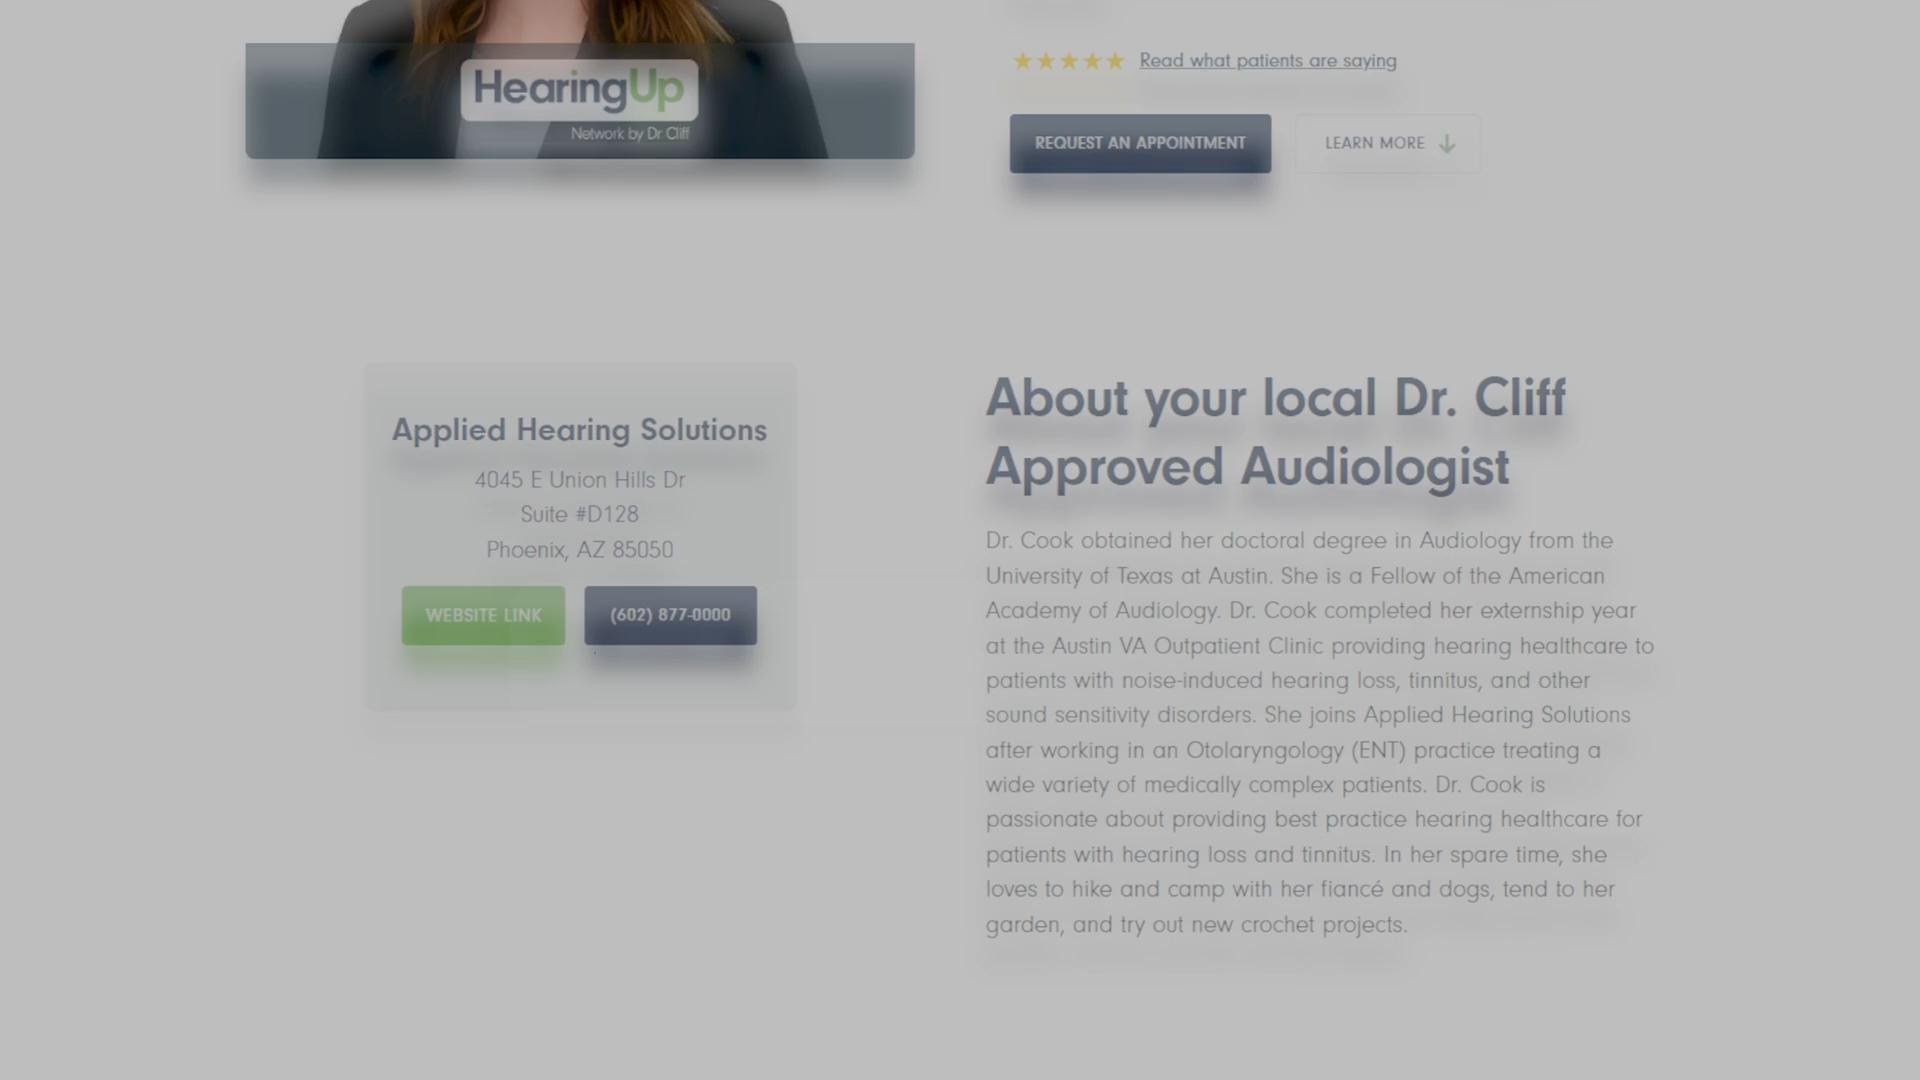 HearingUp
Network by Dr Cliff
Read what patients are saying
REQUEST AN APPOINTMENT
LEARN MORE
Applied Hearing Solutions
4045 E Union Hills Dr
Suite #D128
Phoenix, AZ 85050
WEBSITE LINK
(602) 877-0000
About your local Dr. Cliff
Approved Audiologist
Dr. Cook obtained her doctoral degree in Audiology from the
University of Texas at Austin. She is a Fellow of the American
Academy of Audiology. Dr. Cook completed her externship year
at the Austin VA Outpatient Clinic providing hearing healthcare to
patients with noise-induced hearing loss, tinnitus, and other
sound sensitivity disorders. She joins Applied Hearing Solutions
after working in an Otolaryngology (ENT) practice treating a
wide variety of medically complex patients. Dr. Cook is
passionate about providing best practice hearing healthcare for
patients with hearing loss and tinnitus. In her spare time, she
loves to hike and camp with her fiancé and dogs, tend to her
garden, and try out new crochet projects.